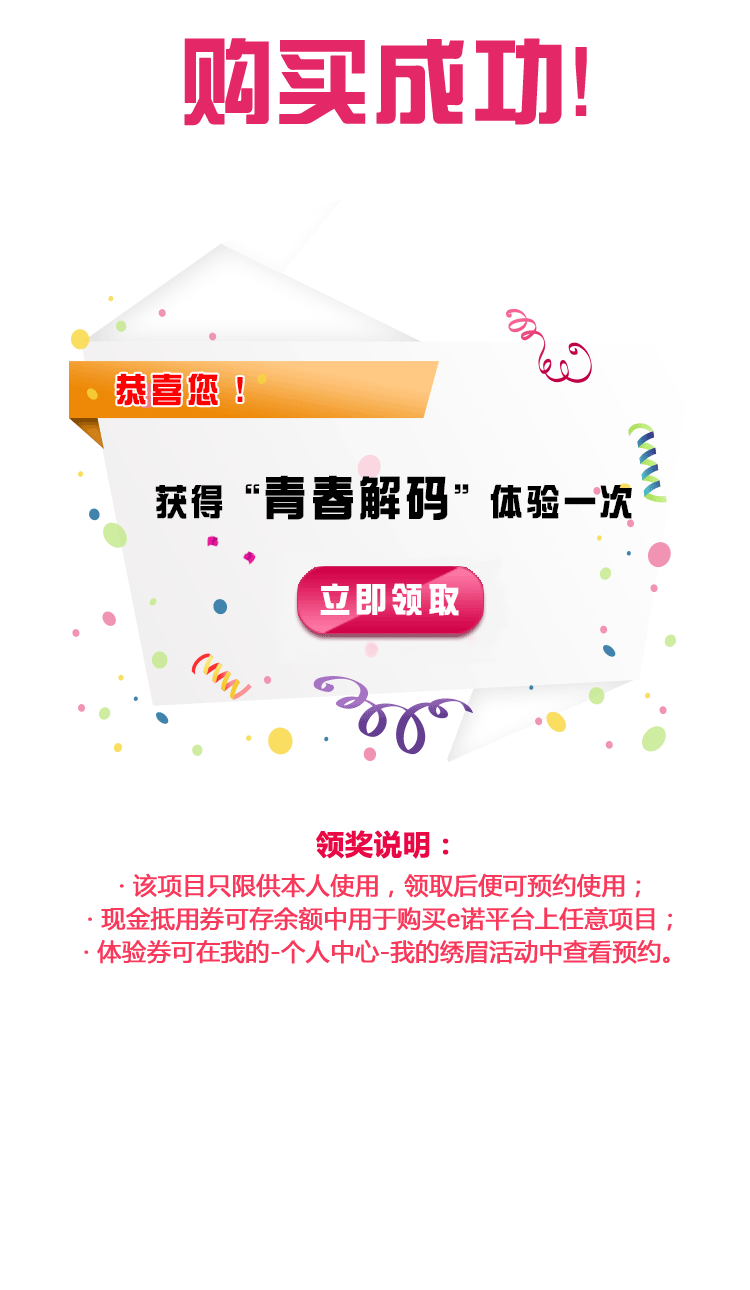 购买成功!
恭喜您！
获得“青春解码”体验一次
立即领取
领奖说明：
·该项目只限供本人使用，领取后便可预约使用；
·现金抵用券可存余额中用于购买e诺平台上任意项目；
·体验券可在我的-个人中心-我的绣眉活动中查看预约。